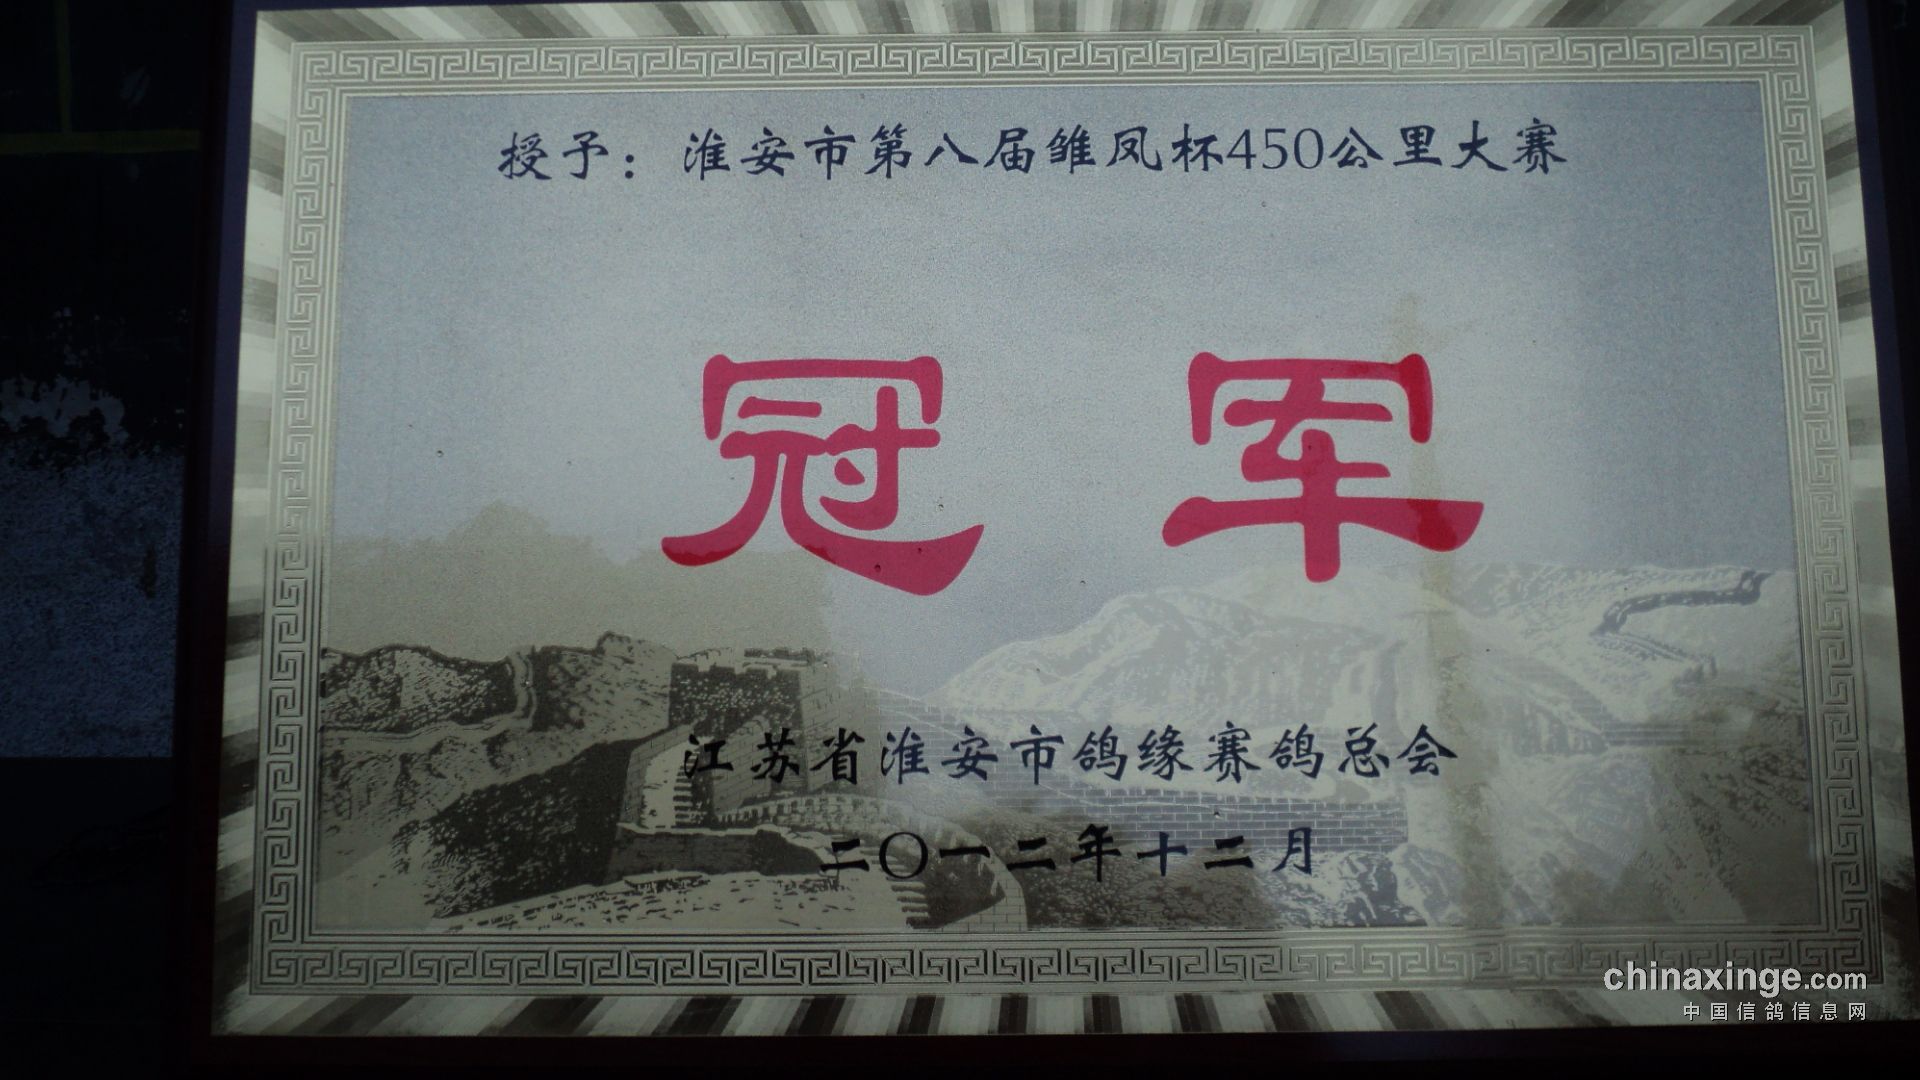 授予：淮安市第八届雏凤杯450公里大赛
冠军
江苏省淮安市鸽缘赛鸽总会
二〇一二年十二月
chinaxinge.com
中国信鸽信息网